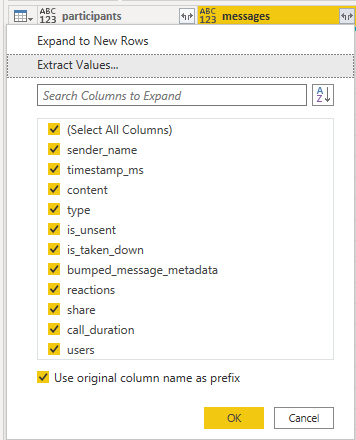 ABC 123 participants ABC 123 messages
Expand to New Rows
Extract Values...
Search Columns to Expand A Z
(Select All Columns)
sender_name
timestamp_ms
content
type
is_unsent
is_taken_down
bumped_message_metadata
reactions
share
call_duration
users
Use original column name as prefix
OK Cancel